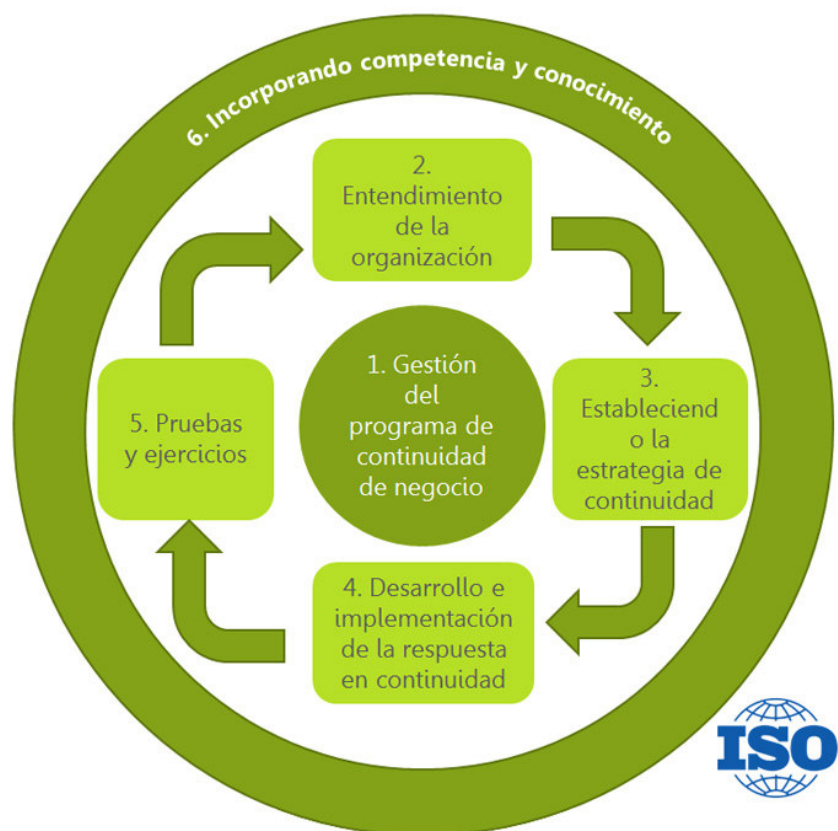 6. Incorporando competencia y conocimiento
2.
Entendimiento
de la
organización
1. Gestión
del
programa de
continuidad
de negocio
3.
Estableciend
o la
estrategia de
continuidad
4. Desarrollo e
implementación
de la respuesta
en continuidad
5. Pruebas
y ejercicios
ISO